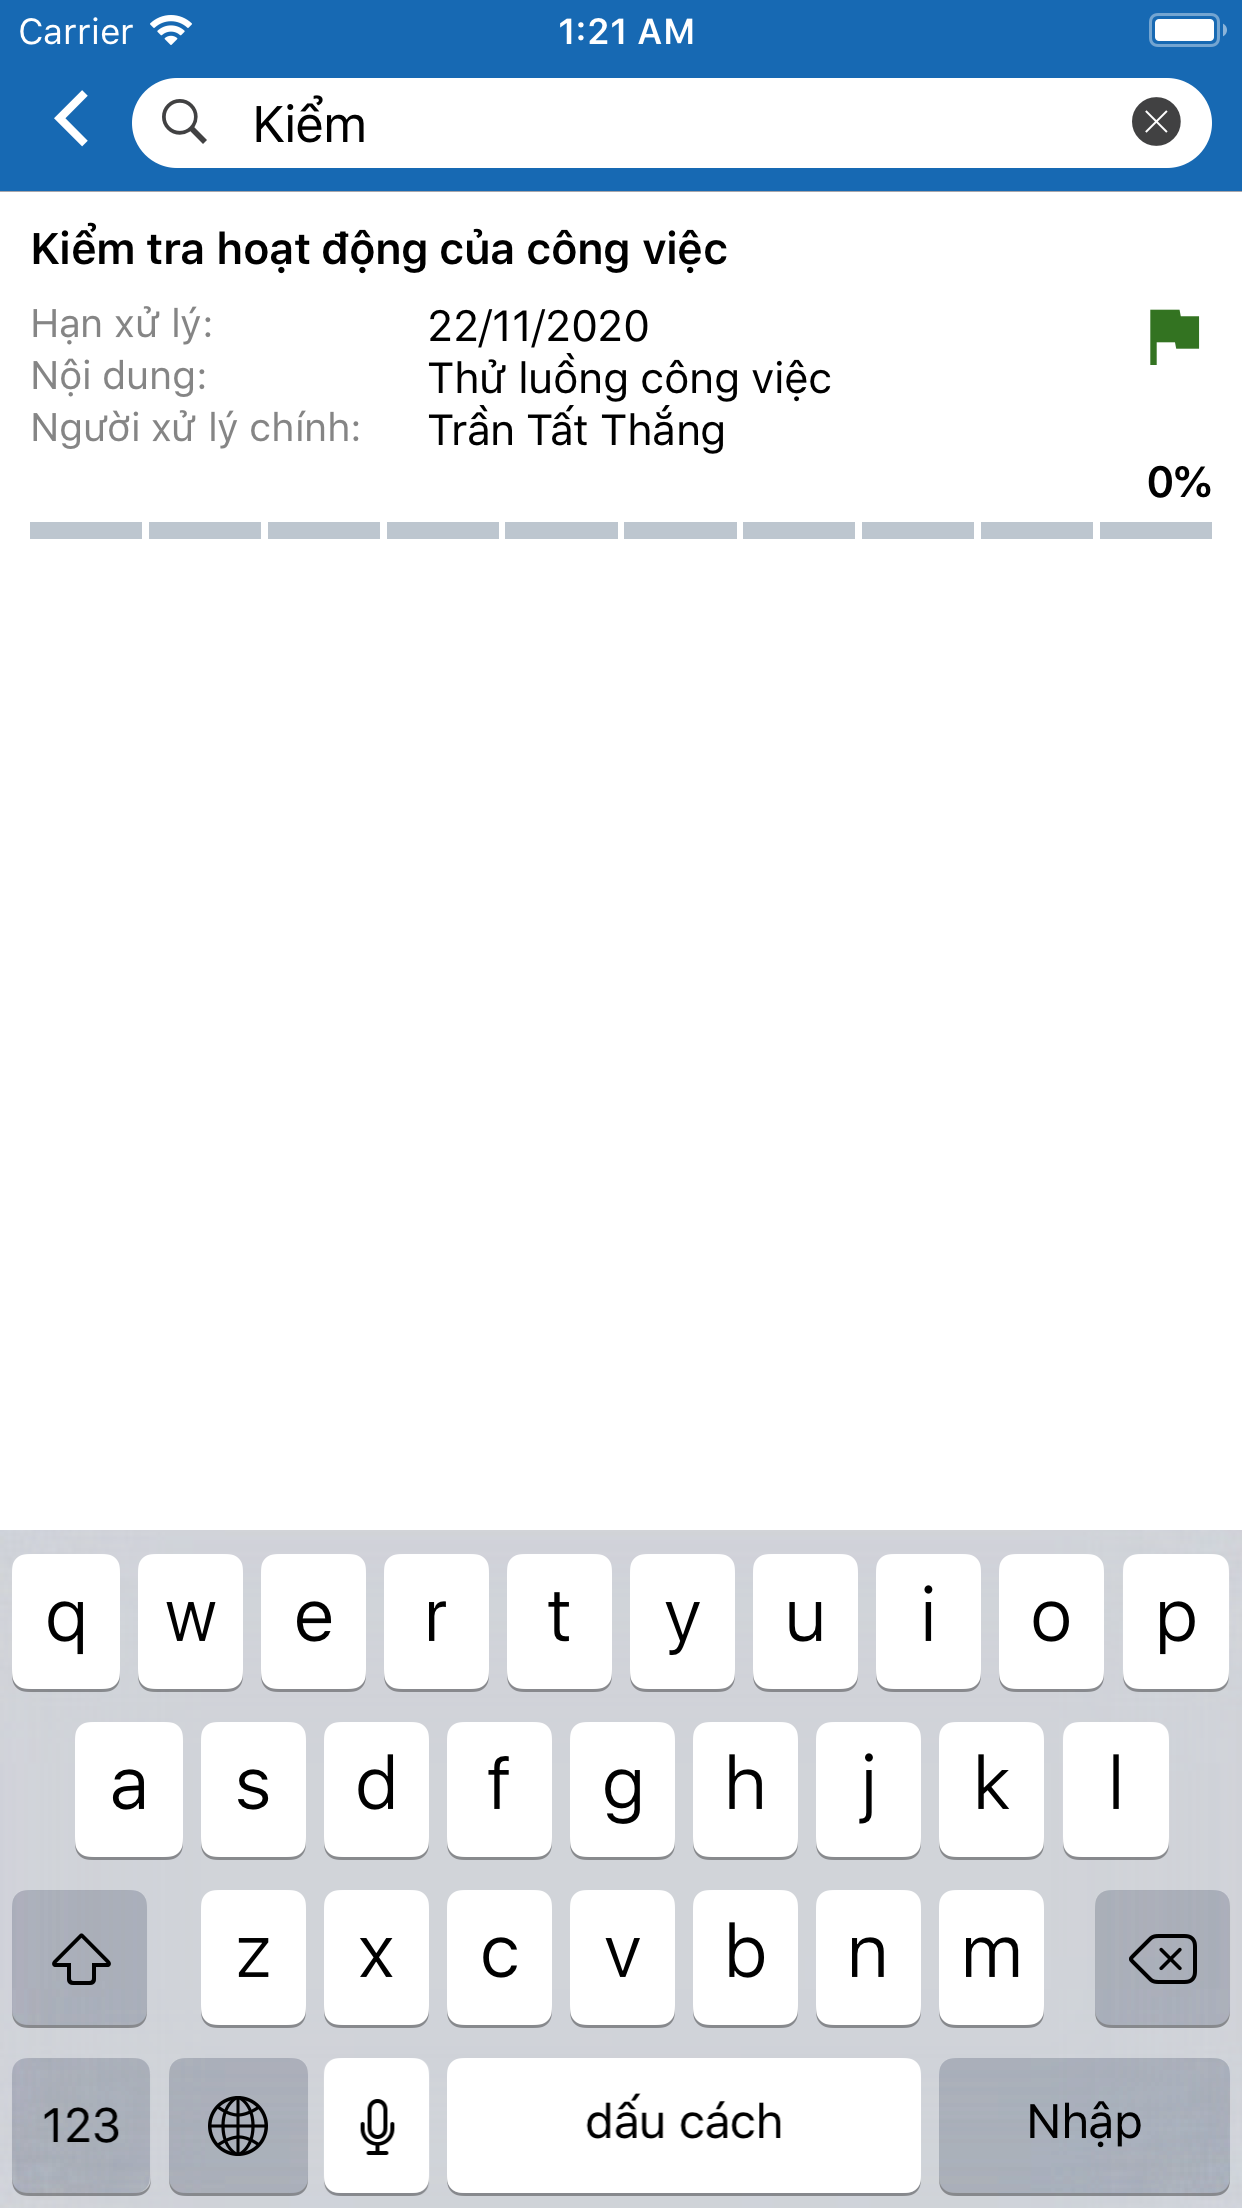 Carrier 1:21 AM
Kiểm
Kiểm tra hoạt động của công việc
Hạn xử lý: 22/11/2020
Nội dung: Thử luồng công việc
Người xử lý chính: Trần Tất Thắng
0%
q w e r t y u i o p
a s d f g h j k l
z x c v b n m
123 dấu cách Nhập